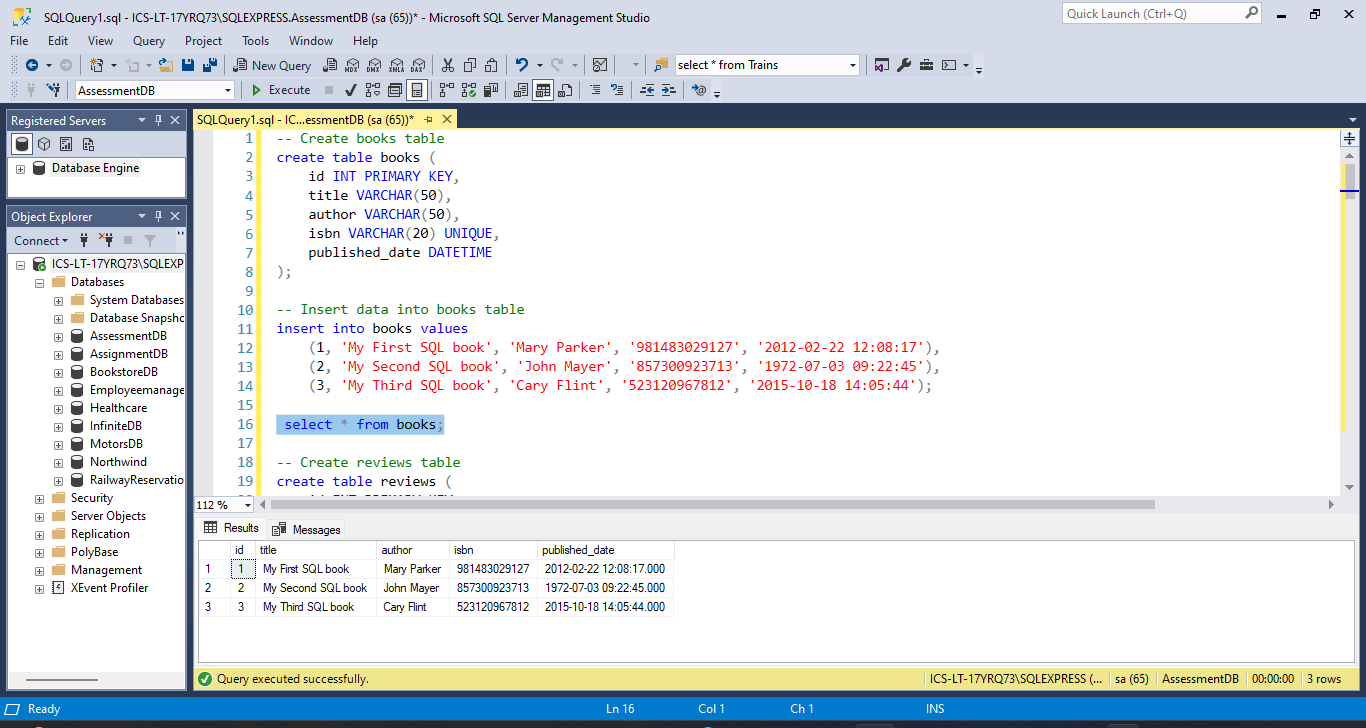 SQLQuery1.sql - ICS-LT-17YRQ73\SQLEXPRESS.AssessmentDB (sa (65))* - Microsoft SQL Server Management Studio
Quick Launch (Ctrl+Q)
File Edit View Query Project Tools Window Help
New Query MDX DMX XMLA DAX select * from Trains
AssessmentDB Execute
Registered Servers
Database Engine
Object Explorer
Connect
ICS-LT-17YRQ73\SQLEXP
Databases
System Databases
Database Snapsho
AssessmentDB
AssignmentDB
BookstoreDB
Employeemanage
Healthcare
InfiniteDB
MotorsDB
Northwind
RailwayReservatio
Security
Server Objects
Replication
PolyBase
Management
XEvent Profiler
SQLQuery1.sql - IC...essmentDB (sa (65))*
1 -- Create books table
2 create table books (
3 id INT PRIMARY KEY,
4 title VARCHAR(50),
5 author VARCHAR(50),
6 isbn VARCHAR(20) UNIQUE,
7 published_date DATETIME
8 );
9
10 -- Insert data into books table
11 insert into books values
12 (1, 'My First SQL book', 'Mary Parker', '981483029127', '2012-02-22 12:08:17'),
13 (2, 'My Second SQL book', 'John Mayer', '857300923713', '1972-07-03 09:22:45'),
14 (3, 'My Third SQL book', 'Cary Flint', '523120967812', '2015-10-18 14:05:44');
15
16 select * from books;
17
18 -- Create reviews table
19 create table reviews (
112 %
Results Messages
id title author isbn published_date
1 1 My First SQL book Mary Parker 981483029127 2012-02-22 12:08:17.000
2 2 My Second SQL book John Mayer 857300923713 1972-07-03 09:22:45.000
3 3 My Third SQL book Cary Flint 523120967812 2015-10-18 14:05:44.000
Query executed successfully. ICS-LT-17YRQ73\SQLEXPRESS (... sa (65) AssessmentDB 00:00:00 3 rows
Ready Ln 16 Col 1 Ch 1 INS